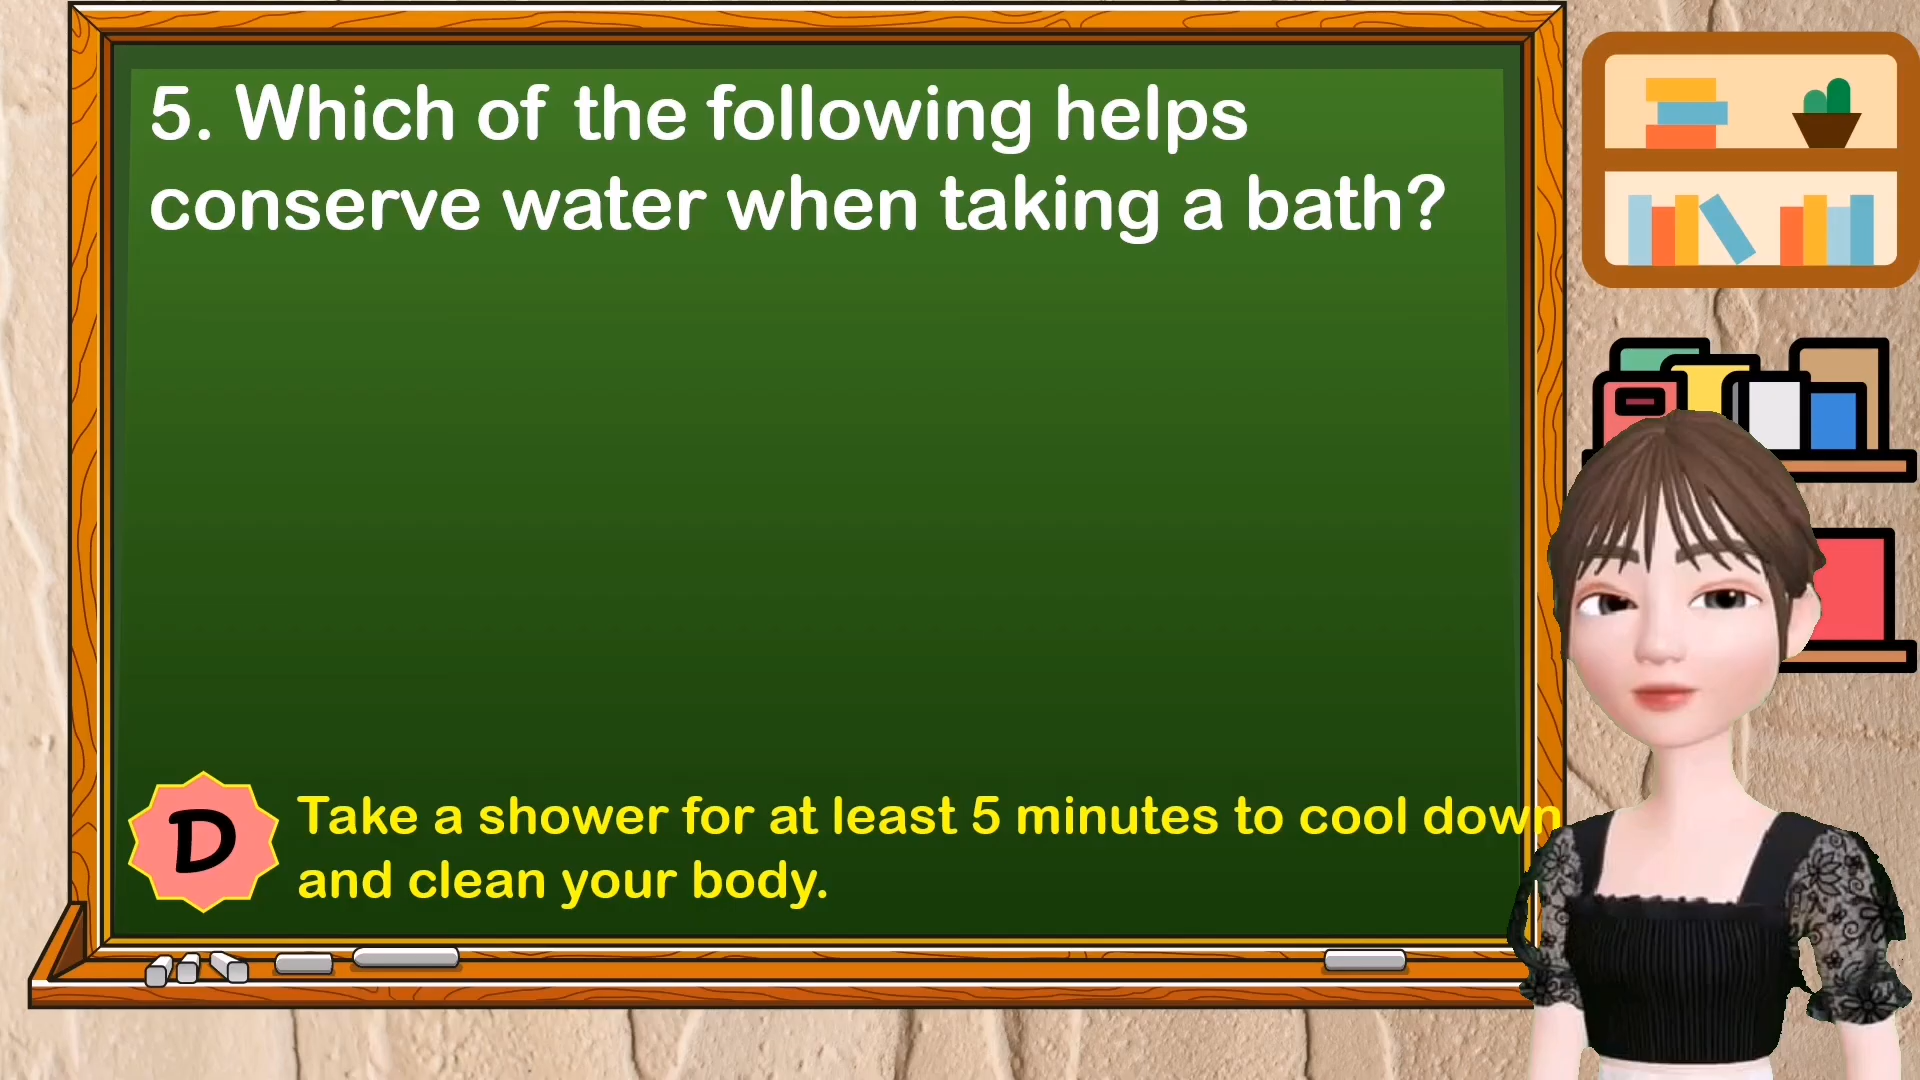 5. Which of the following helps
conserve water when taking a bath?
D
Take a shower for at least 5 minutes to cool down
and clean your body.